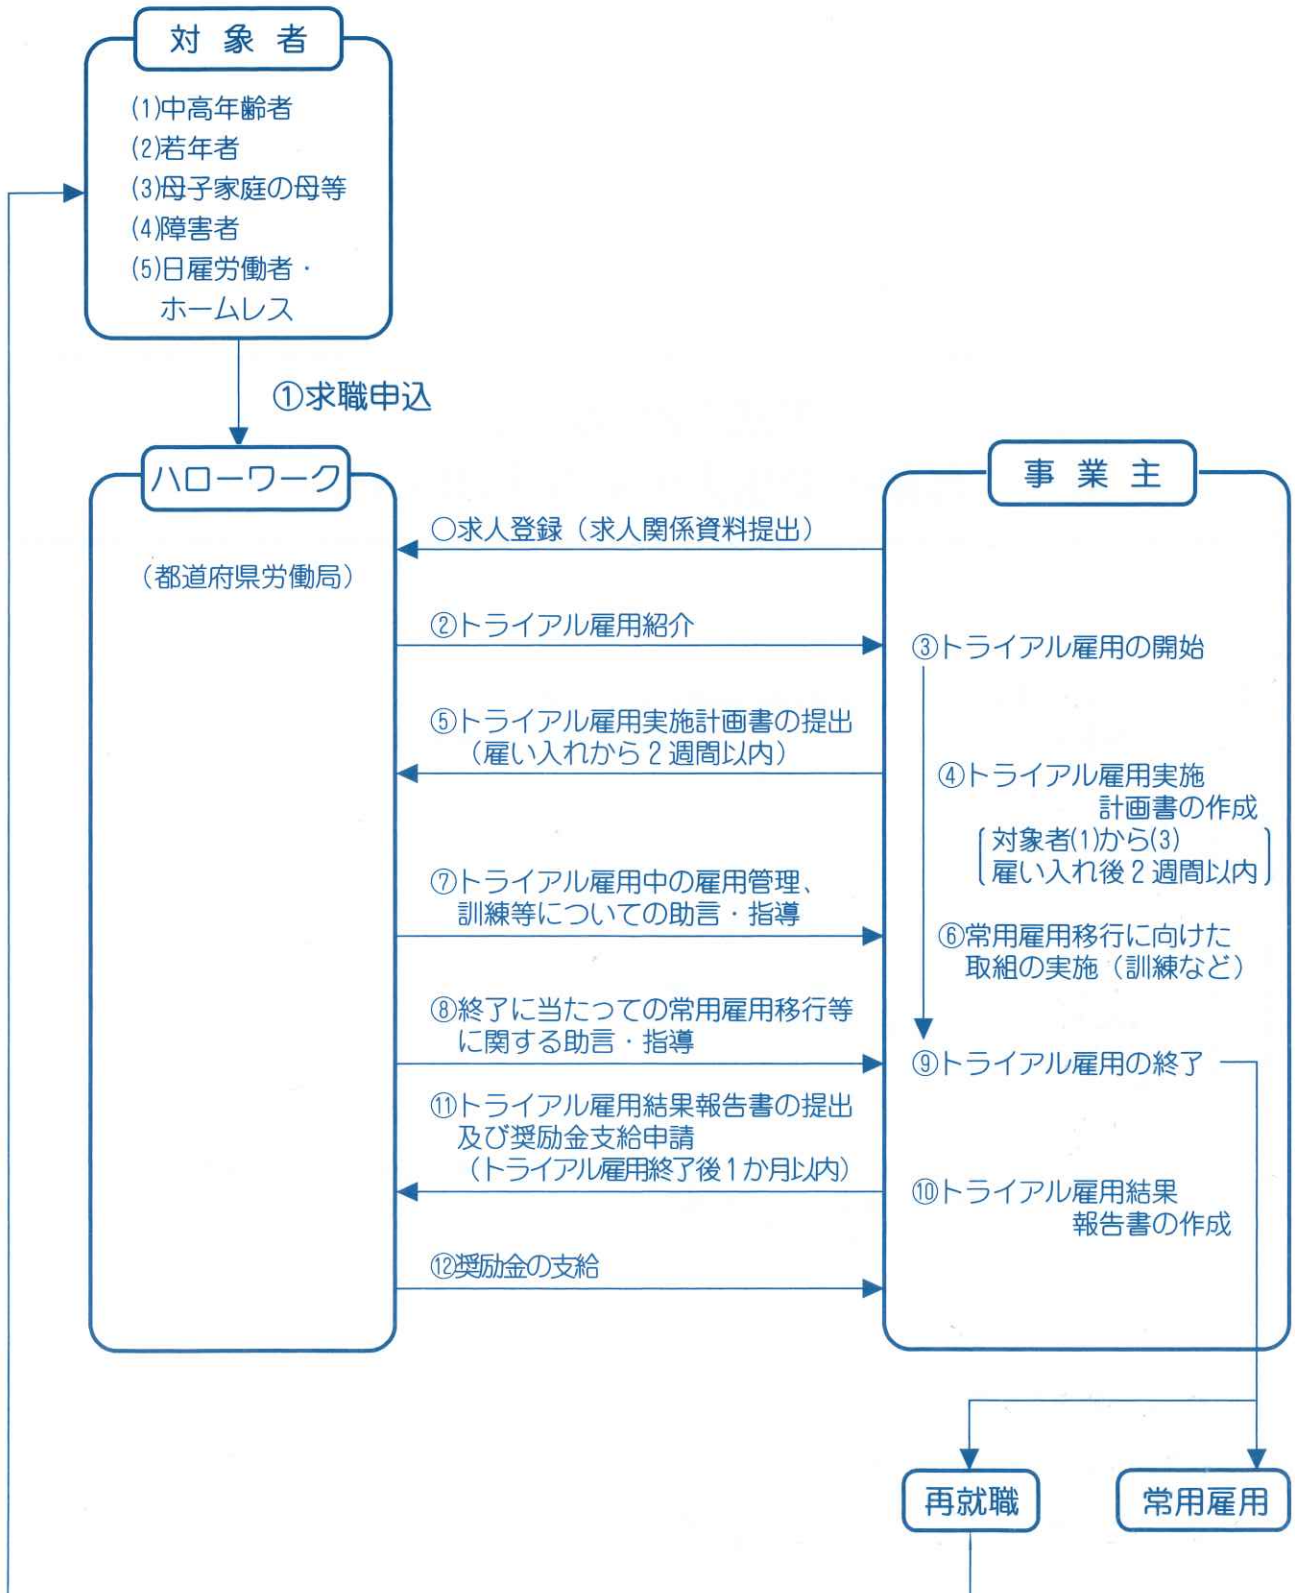 対象者
(1)中高年齢者
(2)若年者
(3)母子家庭の母等
(4)障害者
(5)日雇労働者・
ホームレス
①求職申込
ハローワーク
(都道府県労働局)
事業主
○求人登録（求人関係資料提出）
②トライアル雇用紹介
③トライアル雇用の開始
⑤トライアル雇用実施計画書の提出
（雇い入れから２週間以内）
④トライアル雇用実施
計画書の作成
対象者(1)から(3)
雇い入れ後２週間以内
⑦トライアル雇用中の雇用管理、
訓練等についての助言・指導
⑥常用雇用移行に向けた
取組の実施（訓練など）
⑧終了に当たっての常用雇用移行等
に関する助言・指導
⑨トライアル雇用の終了
⑪トライアル雇用結果報告書の提出
及び奨励金支給申請
（トライアル雇用終了後１か月以内）
⑩トライアル雇用結果
報告書の作成
⑫奨励金の支給
再就職
常用雇用